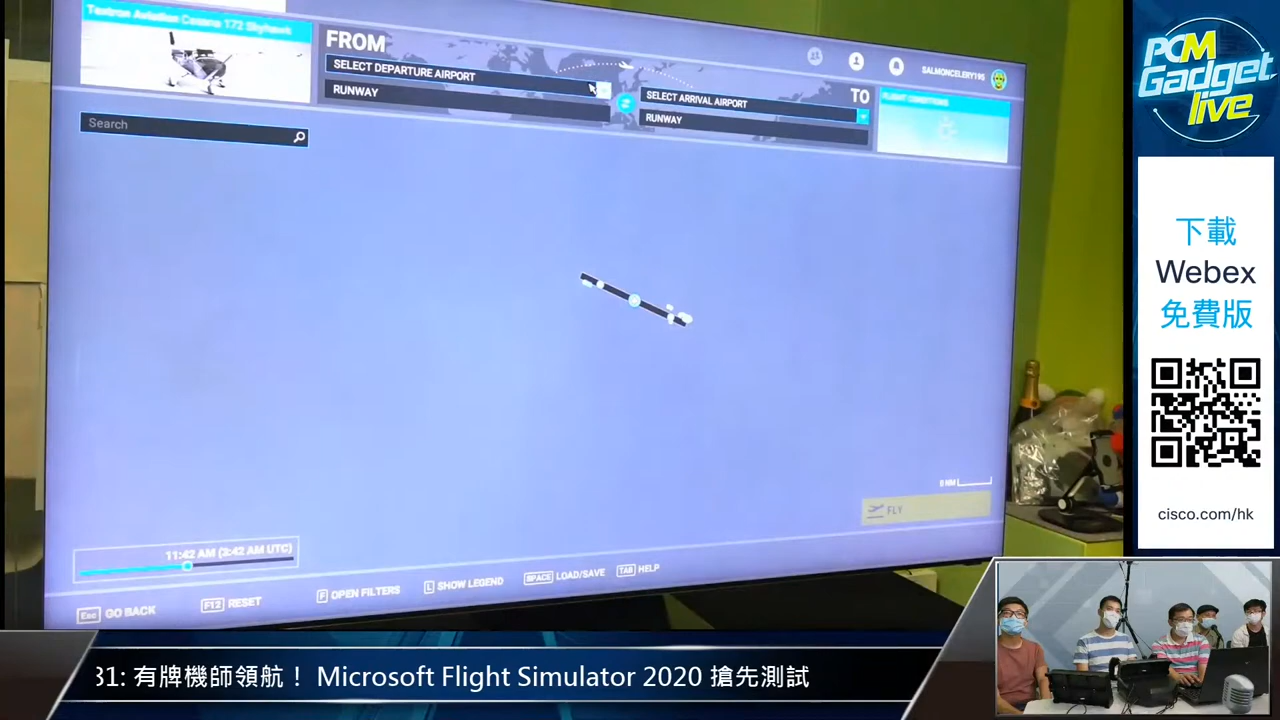 Textron Aviation Cessna 172 Skyhawk
FROM
SELECT DEPARTURE AIRPORT
RUNWAY
SELECT ARRIVAL AIRPORT
TO
RUNWAY
SALMONCELERY195
FLIGHT CONDITIONS
Search
FLY
11:42 AM (3:42 AM UTC)
Esc GO BACK
F12 RESET
F OPEN FILTERS
L SHOW LEGEND
SPACE LOAD/SAVE
TAB HELP
PCM
Gadget
live
下載
Webex
免費版
cisco.com/hk
31: 有牌機師領航！ Microsoft Flight Simulator 2020 搶先測試